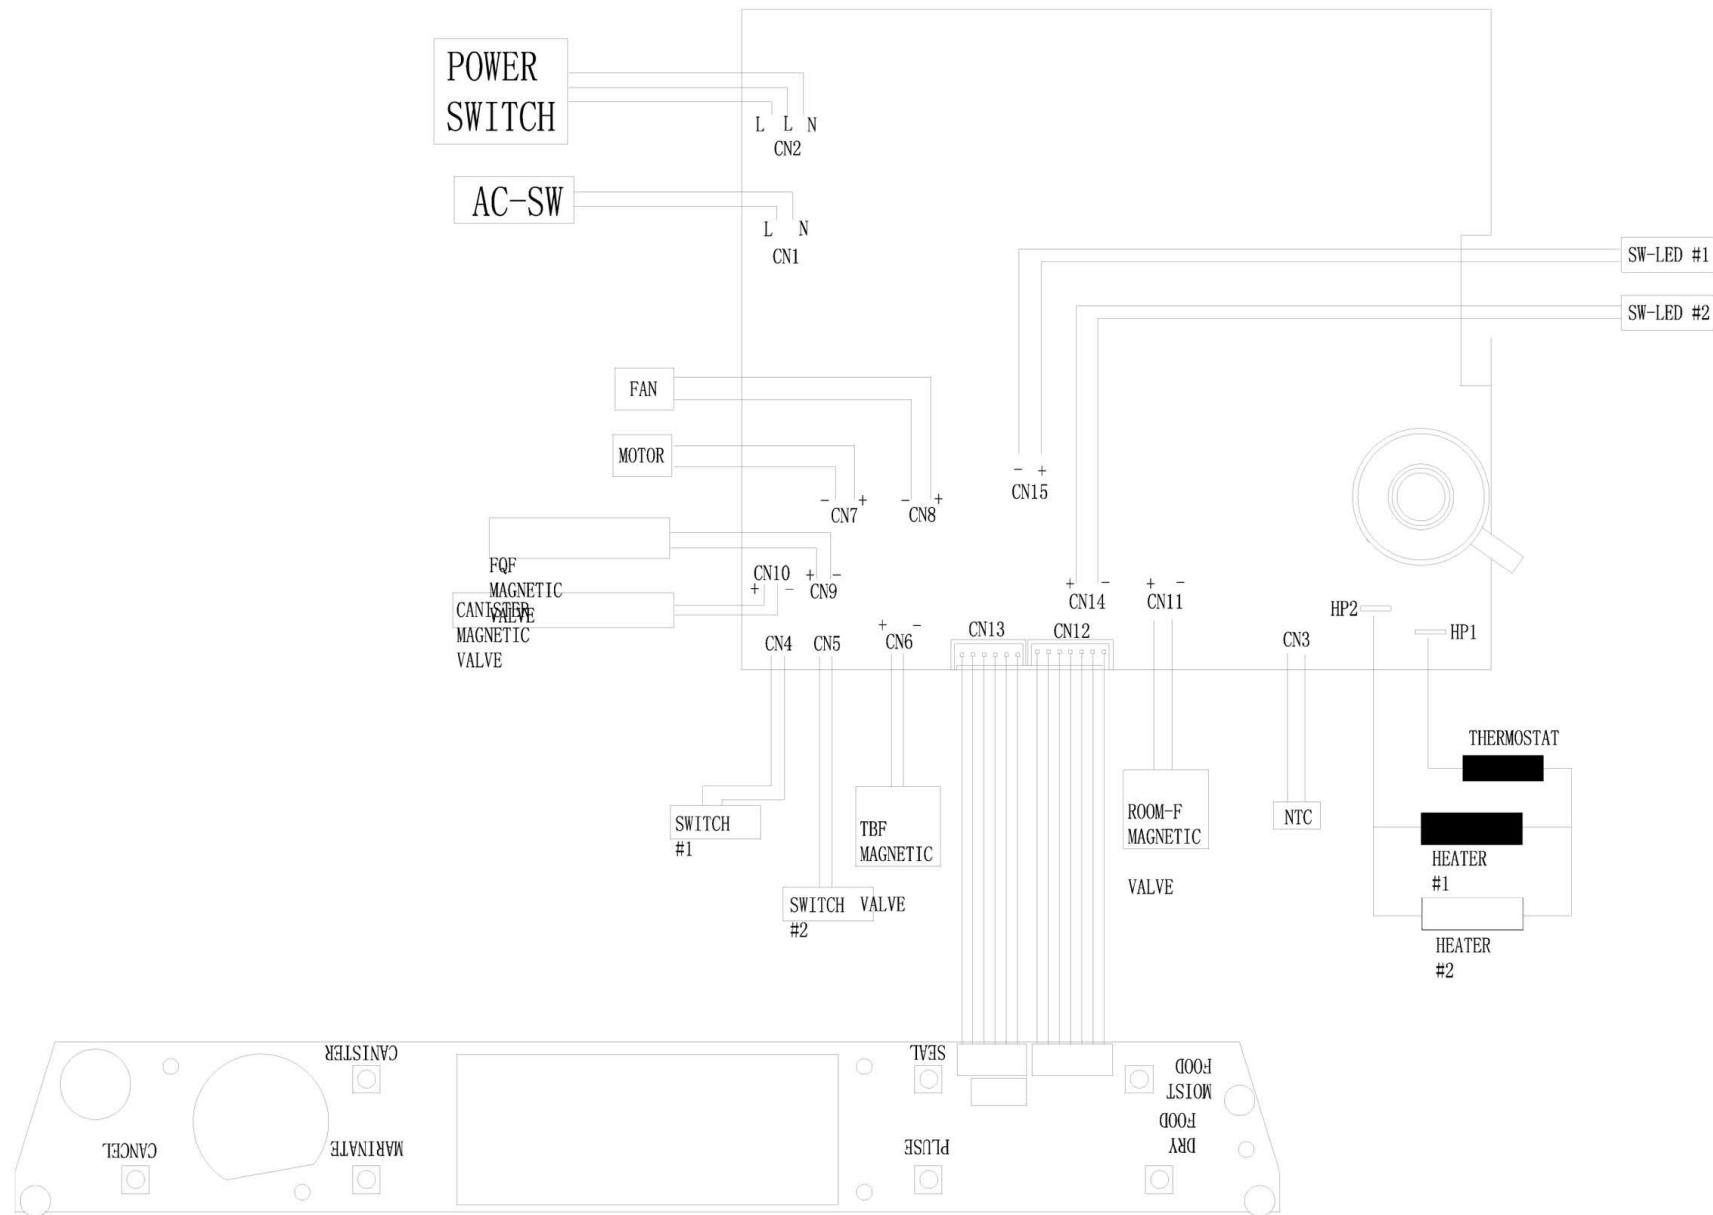 POWER
SWITCH
L L N
CN2
AC-SW
L N
CN1
SW-LED #1
SW-LED #2
FAN
MOTOR
- +
CN7
- +
CN8
- +
CN15
FQF
MAGNETIC
VALVE
CANISTER
MAGNETIC
VALVE
CN10
+ -
+ -
CN9
+ -
CN14
+ -
CN11
CN4
CN5
+ -
CN6
CN13
CN12
CN3
HP2
HP1
THERMOSTAT
SWITCH
#1
SWITCH
#2
TBF
MAGNETIC
VALVE
ROOM-F
MAGNETIC
VALVE
NTC
HEATER
#1
HEATER
#2
CANISTER
SEAL
MOIST
FOOD
CANCEL
MARINATE
PLUSE
DRY
FOOD